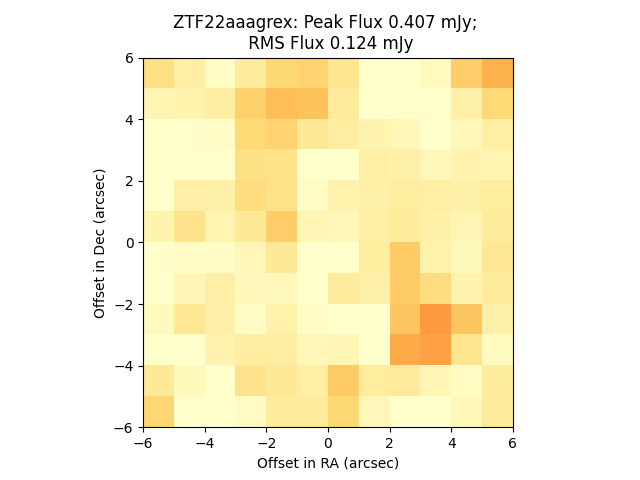 ZTF22aaagrex: Peak Flux 0.407 mJy;
RMS Flux 0.124 mJy
6
4
2
0
−2
−4
−6
Offset in Dec (arcsec)
−6 −4 −2 0 2 4 6
Offset in RA (arcsec)